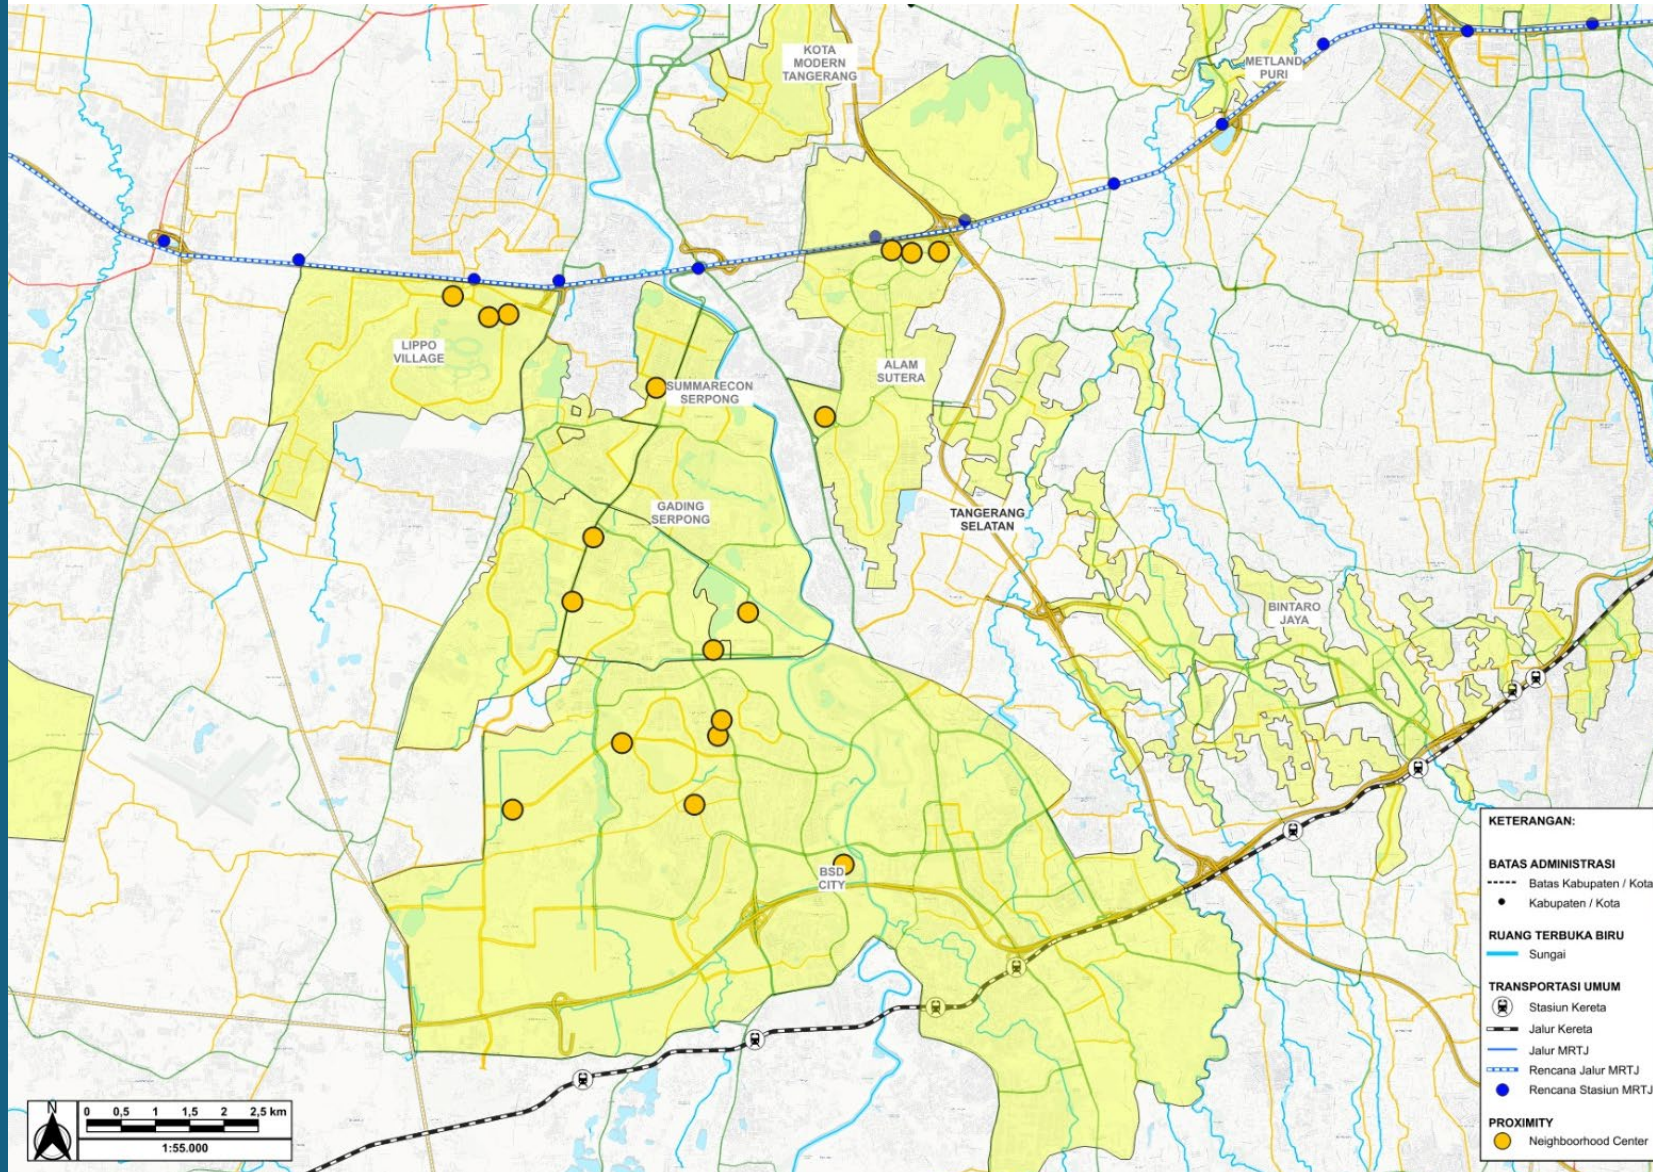 KOTA
MODERN
TANGERANG
METLAND
PURI
LIPPO
VILLAGE
SUMMARECON
SERPONG
ALAM
SUTERA
GADING
SERPONG
TANGERANG
SELATAN
BINTARO
JAYA
BSD
CITY
KETERANGAN:
BATAS ADMINISTRASI
Batas Kabupaten / Kota
Kabupaten / Kota
RUANG TERBUKA BIRU
Sungai
TRANSPORTASI UMUM
Stasiun Kereta
Jalur Kereta
Jalur MRTJ
Rencana Jalur MRTJ
Rencana Stasiun MRTJ
PROXIMITY
Neighboorhood Center
N
0 0,5 1 1,5 2 2,5 km
1:55.000